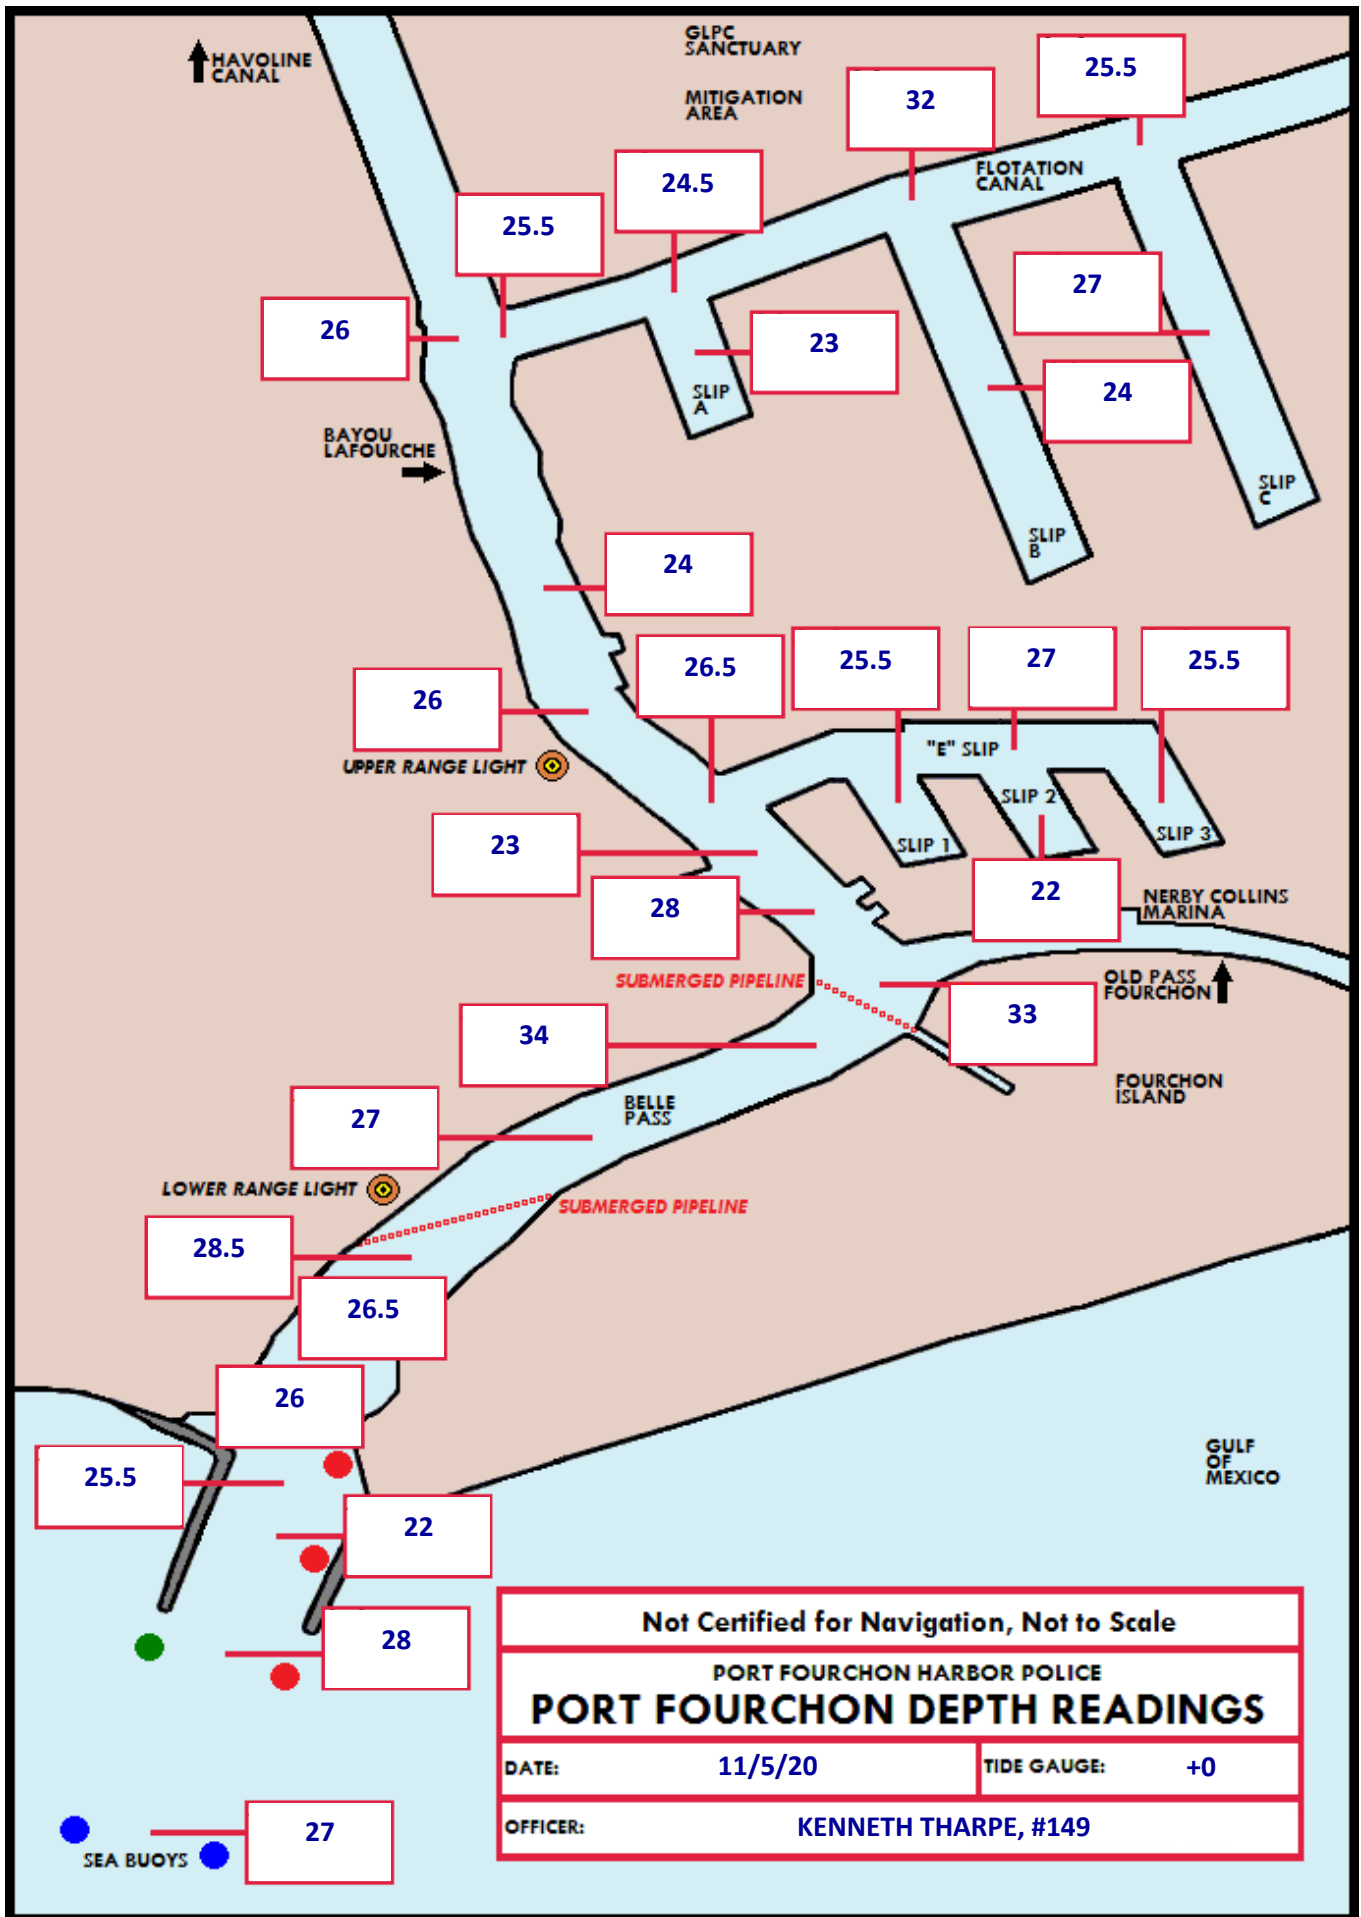 GLPC
SANCTUARY
25.5
HAVOLINE
CANAL
MITIGATION
AREA
32
FLOTATION
CANAL
24.5
25.5
27
26
23
24
SLIP
A
BAYOU
LAFOURCHE
SLIP
C
SLIP
B
24
26.5
25.5
27
25.5
26
"E" SLIP
UPPER RANGE LIGHT
SLIP 2
SLIP 1
SLIP 3
23
22
28
NERBY COLLINS
MARINA
SUBMERGED PIPELINE
OLD PASS
FOURCHON
33
34
FOURCHON
ISLAND
BELLE
PASS
27
LOWER RANGE LIGHT
SUBMERGED PIPELINE
28.5
26.5
26
GULF
OF
MEXICO
25.5
22
28
Not Certified for Navigation, Not to Scale
PORT FOURCHON HARBOR POLICE
PORT FOURCHON DEPTH READINGS
DATE: 11/5/20 TIDE GAUGE: +0
OFFICER: KENNETH THARPE, #149
27
SEA BUOYS